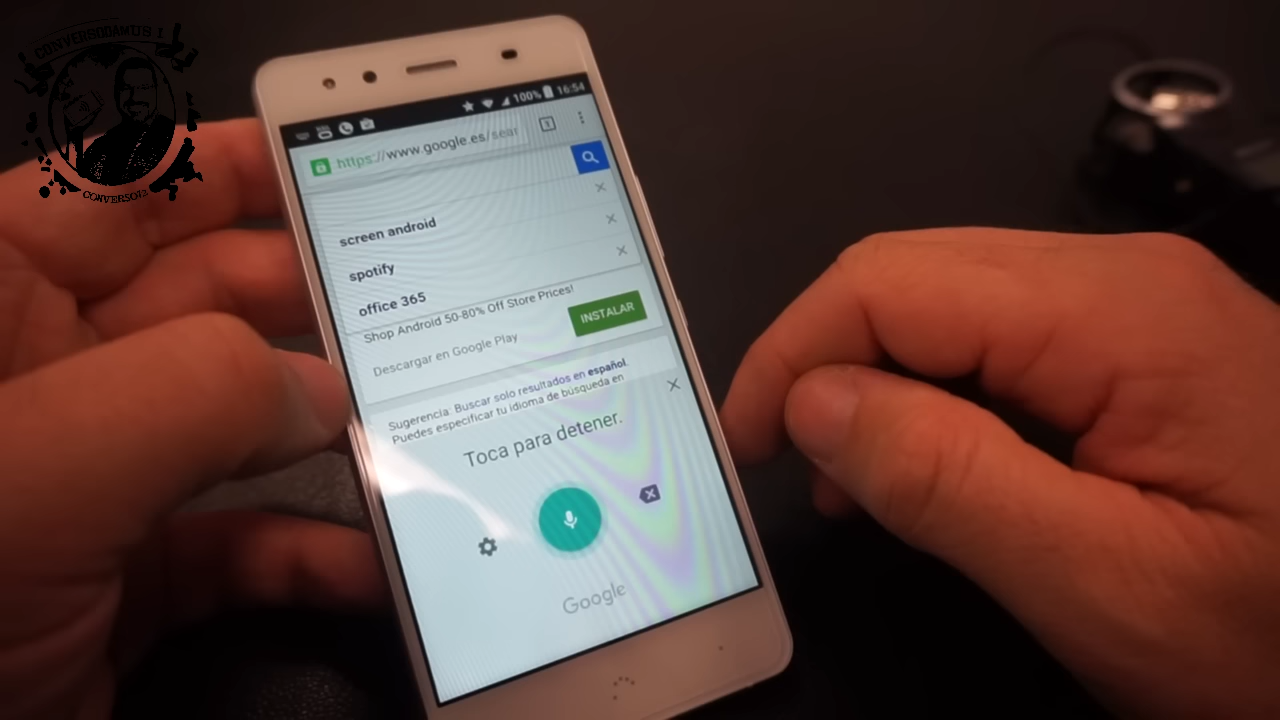 CONVERSODAMUS !
CONVERSO72
100% 16:54
https://www.google.es/sear
screen android
spotify
office 365
Shop Android 50-80% Off Store Prices!
INSTALAR
Descargar en Google Play
Sugerencia: Buscar solo resultados en español.
Puedes especificar tu idioma de búsqueda en
Toca para detener.
Google